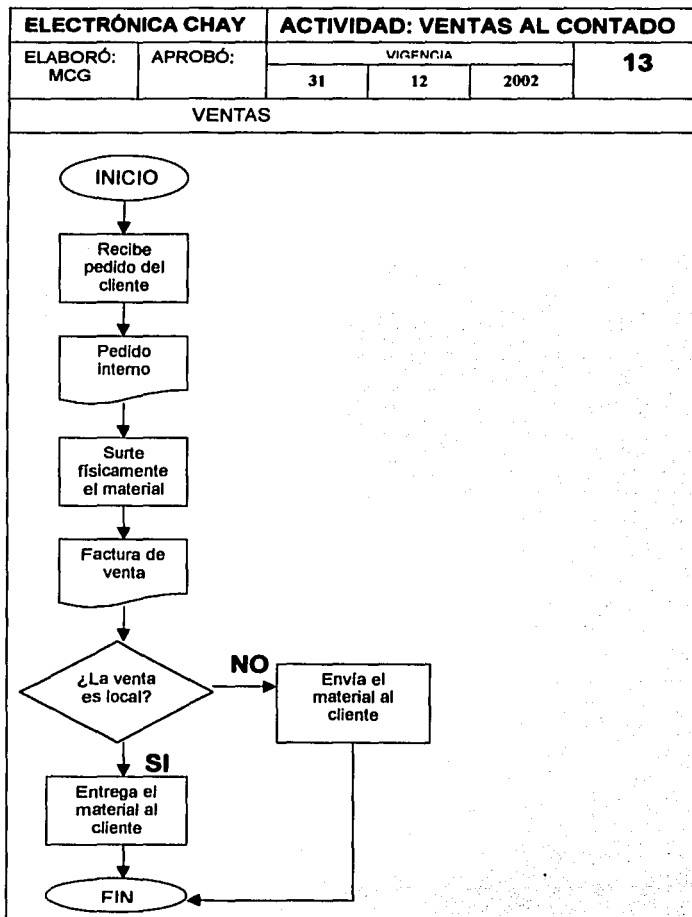 ELECTRÓNICA CHAY
ACTIVIDAD: VENTAS AL CONTADO
ELABORÓ:
MCG
APROBÓ:
VIGENCIA
31
12
2002
13
VENTAS
INICIO
Recibe
pedido del
cliente
Pedido
interno
Surte
físicamente
el material
Factura de
venta
¿La venta
es local?
NO
Envía el
material al
cliente
SI
Entrega el
material al
cliente
FIN